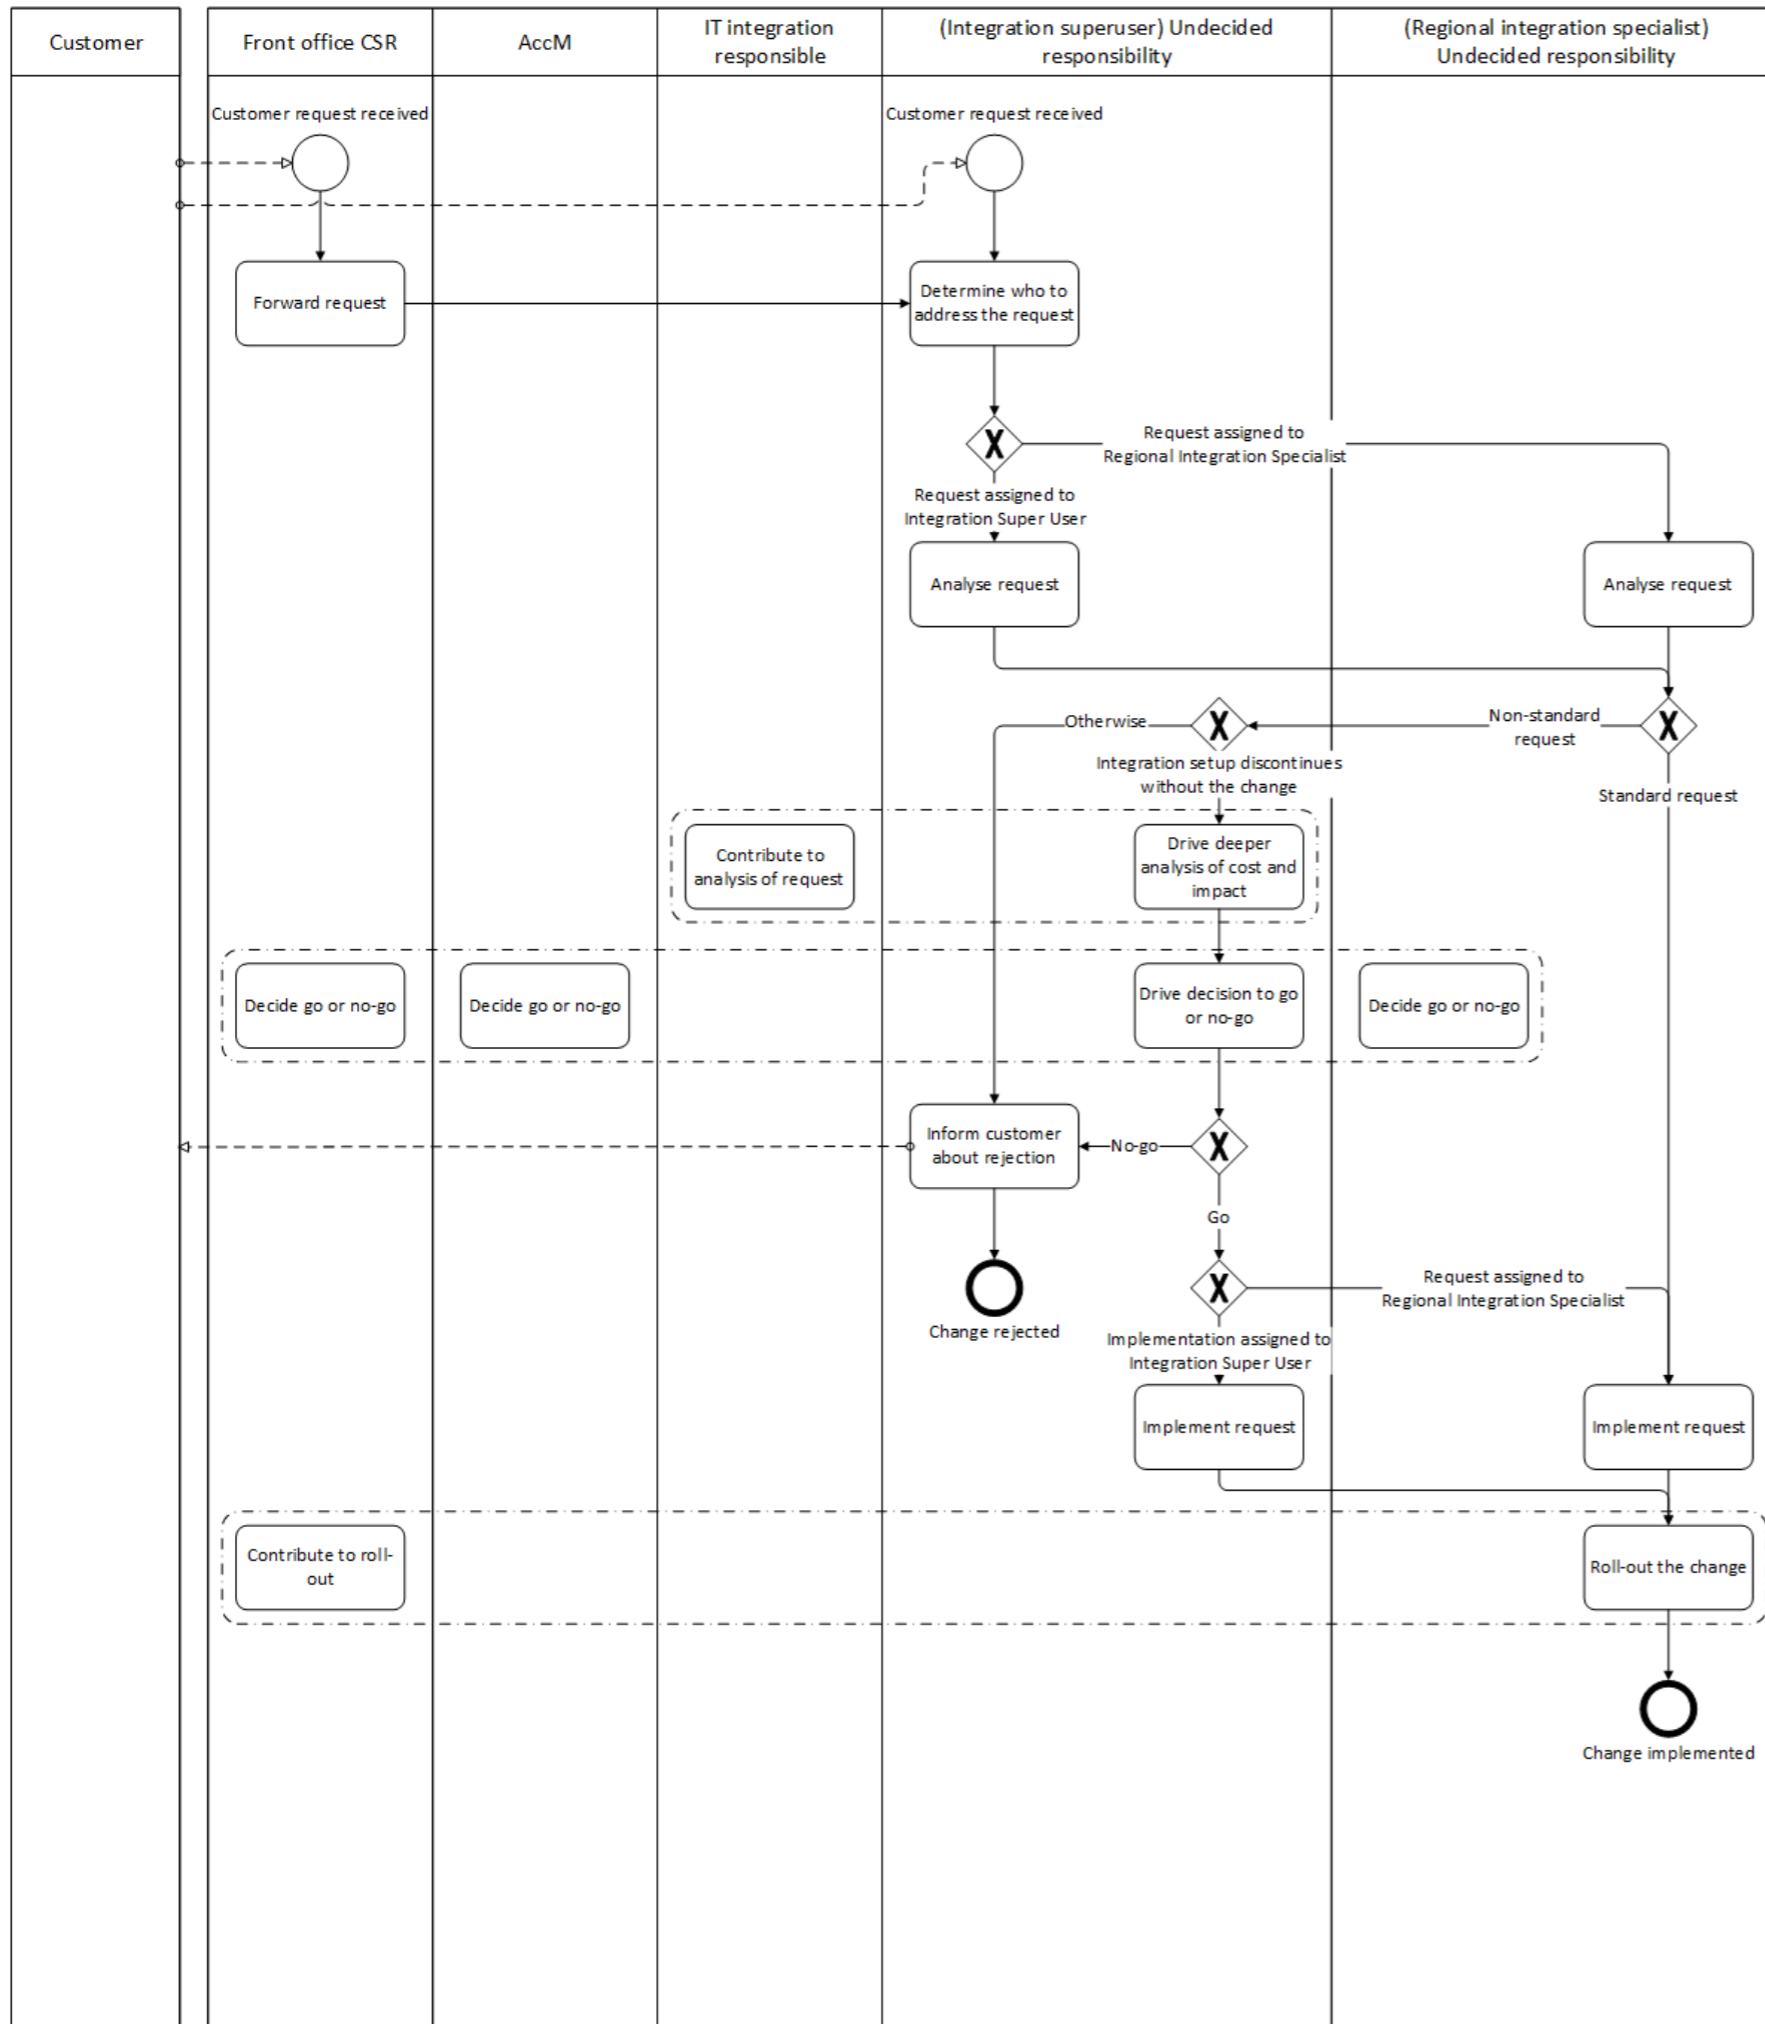 Customer
Front office CSR
AccM
IT integration
responsible
(Integration superuser) Undecided
responsibility
(Regional integration specialist)
Undecided responsibility
Customer request received
Customer request received
Forward request
Determine who to
address the request
X
Request assigned to
Regional Integration Specialist
Request assigned to
Integration Super User
Analyse request
Analyse request
Otherwise
X
Non-standard
request
X
Integration setup discontinues
without the change
Standard request
Contribute to
analysis of request
Drive deeper
analysis of cost and
impact
Decide go or no-go
Decide go or no-go
Drive decision to go
or no-go
Decide go or no-go
Inform customer
about rejection
No-go
X
Go
X
Request assigned to
Regional Integration Specialist
Change rejected
Implementation assigned to
Integration Super User
Implement request
Implement request
Contribute to roll-
out
Roll-out the change
Change implemented